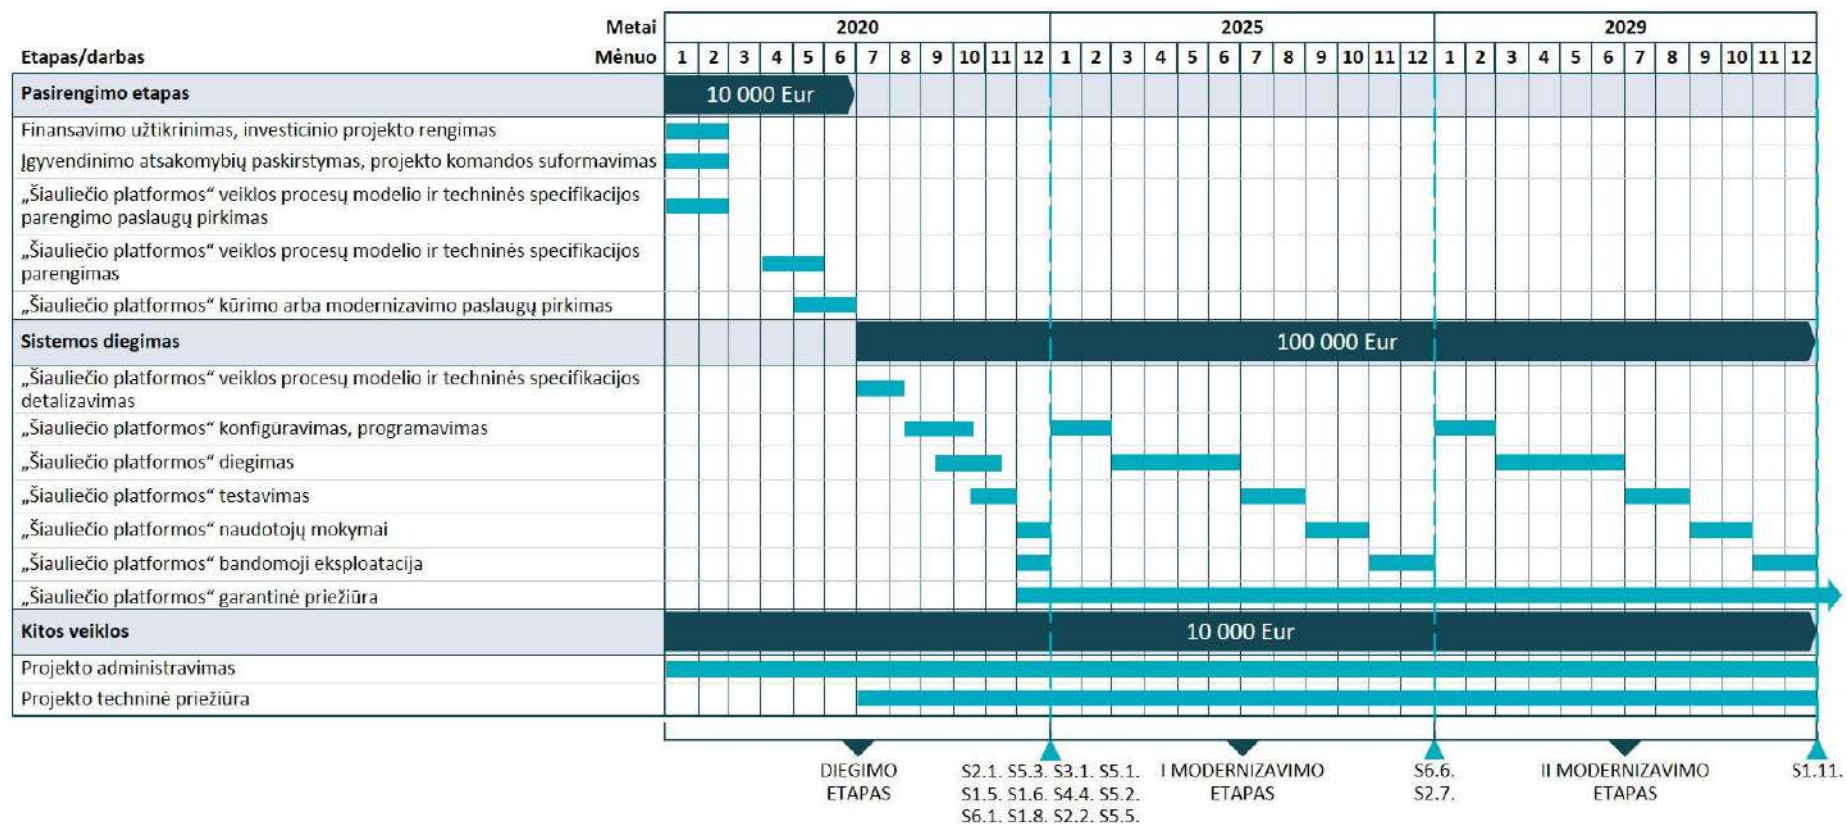 Metai 2020 2025 2029
Etapas/darbas Mėnuo 1 2 3 4 5 6 7 8 9 10 11 12 1 2 3 4 5 6 7 8 9 10 11 12 1 2 3 4 5 6 7 8 9 10 11 12
Pasirengimo etapas 10 000 Eur
Finansavimo užtikrinimas, investicinio projekto rengimas
Įgyvendinimo atsakomybių paskirstymas, projekto komandos suformavimas
„Šiauliečio platformos“ veiklos procesų modelio ir techninės specifikacijos
parengimo paslaugų pirkimas
„Šiauliečio platformos“ veiklos procesų modelio ir techninės specifikacijos
parengimas
„Šiauliečio platformos“ kūrimo arba modernizavimo paslaugų pirkimas
Sistemos diegimas 100 000 Eur
„Šiauliečio platformos“ veiklos procesų modelio ir techninės specifikacijos
detalizavimas
„Šiauliečio platformos“ konfigūravimas, programavimas
„Šiauliečio platformos“ diegimas
„Šiauliečio platformos“ testavimas
„Šiauliečio platformos“ naudotojų mokymai
„Šiauliečio platformos“ bandomoji eksploatacija
„Šiauliečio platformos“ garantinė priežiūra
Kitos veiklos 10 000 Eur
Projekto administravimas
Projekto techninė priežiūra
DIEGIMO S2.1. S5.3. S3.1. S5.1. I MODERNIZAVIMO S6.6. II MODERNIZAVIMO S1.11.
ETAPAS S1.5. S1.6. S4.4. S5.2. ETAPAS S2.7. ETAPAS
S6.1. S1.8. S2.2. S5.5.